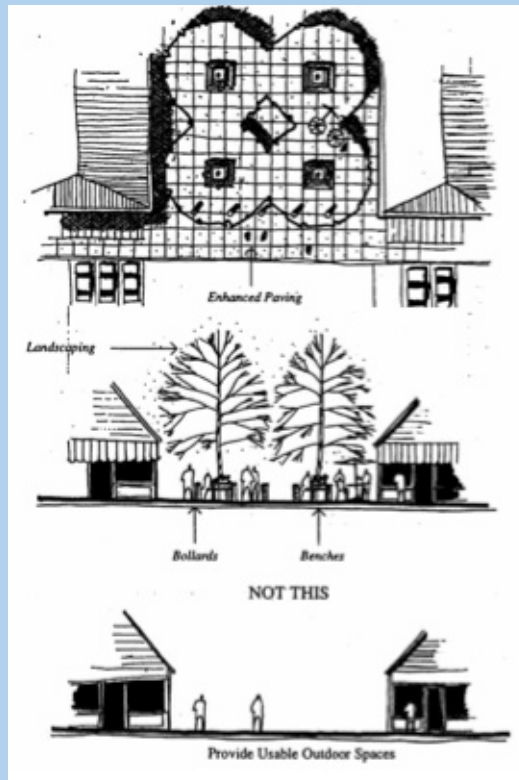 Enhanced Paving
Landscaping
Bollards
Benches
NOT THIS
Provide Usable Outdoor Spaces